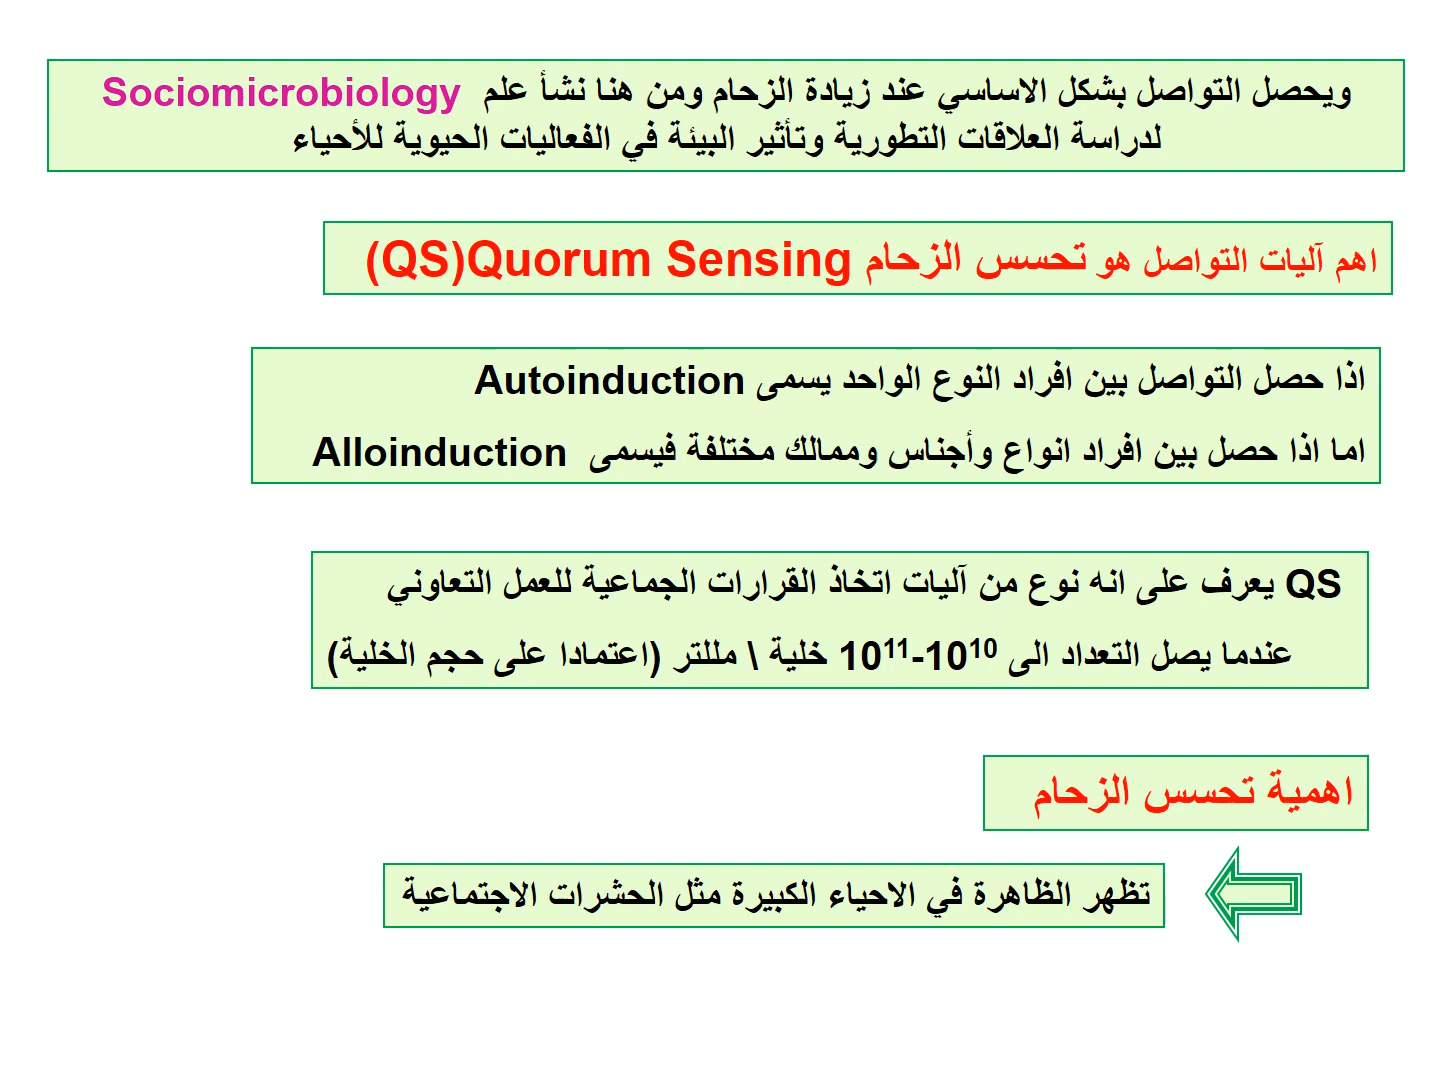 ويحصل التواصل بشكل الاساسي عند زيادة الزحام ومن هنا نشأ علم Sociomicrobiology
لدراسة العلاقات التطورية وتأثير البيئة في الفعاليات الحيوية للأحياء
اهم آليات التواصل هو تحسس الزحام Quorum Sensing(QS)
اذا حصل التواصل بين افراد النوع الواحد يسمى Autoinduction
اما اذا حصل بين افراد انواع وأجناس وممالك مختلفة فيسمى Alloinduction
QS يعرف على انه نوع من آليات اتخاذ القرارات الجماعية للعمل التعاوني
عندما يصل التعداد الى 10¹⁰-10¹¹ خلية \ مللتر (اعتمادا على حجم الخلية)
اهمية تحسس الزحام
تظهر الظاهرة في الاحياء الكبيرة مثل الحشرات الاجتماعية